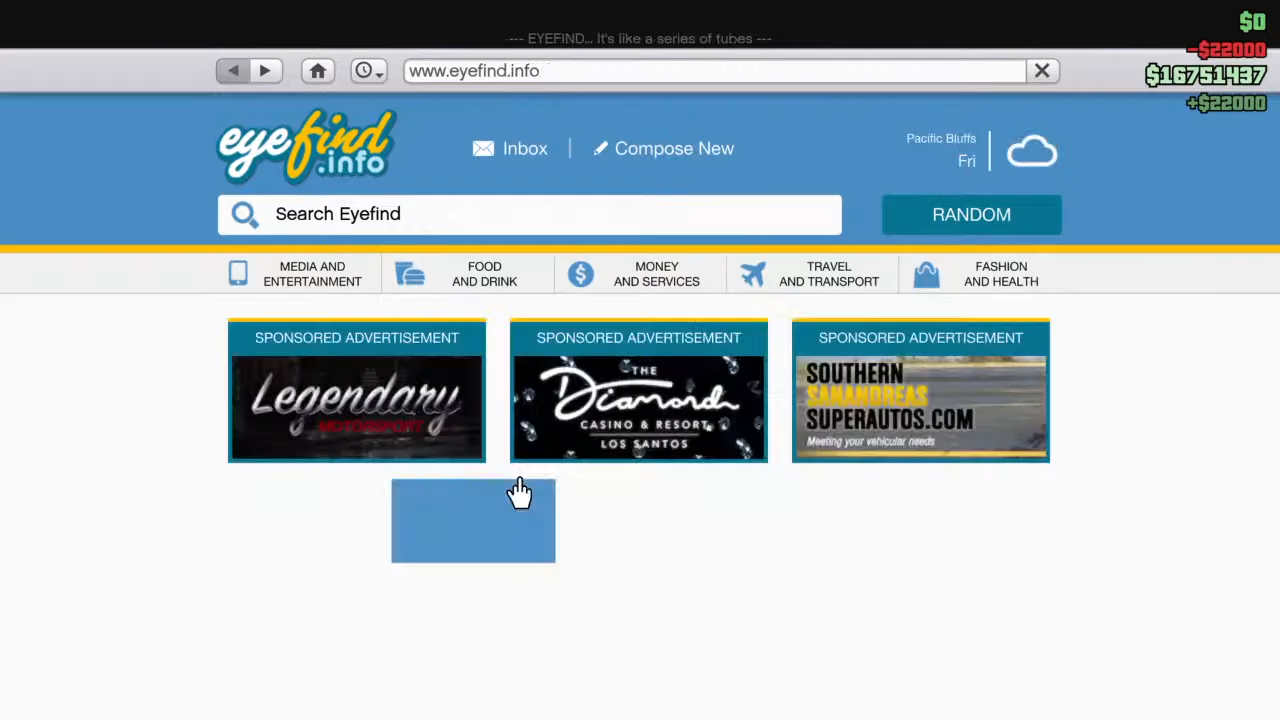 --- EYEFIND... It's like a series of tubes ---
$0
-$22000
$16751437
+$22000
www.eyefind.info
eyefind
.info
Inbox
Compose New
Pacific Bluffs
Fri
Search Eyefind
RANDOM
MEDIA AND
ENTERTAINMENT
FOOD
AND DRINK
MONEY
AND SERVICES
TRAVEL
AND TRANSPORT
FASHION
AND HEALTH
SPONSORED ADVERTISEMENT
Legendary
MOTORSPORT
SPONSORED ADVERTISEMENT
THE
Diamond
CASINO & RESORT
LOS SANTOS
SPONSORED ADVERTISEMENT
SOUTHERN
SANANDREAS
SUPERAUTOS.COM
Meeting your vehicular needs